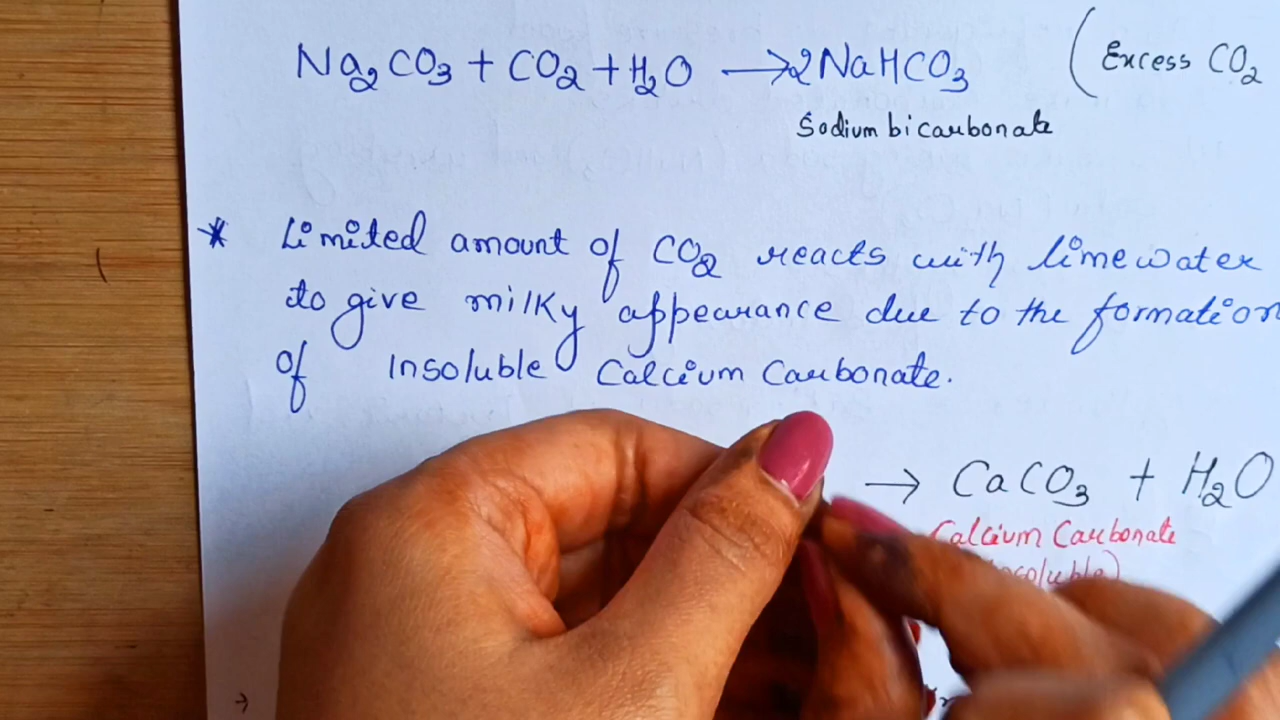 Na₂CO₃ + CO₂ + H₂O → 2NaHCO₃ (Excess CO₂
Sodium bicarbonate
* Limited amount of CO₂ reacts with limewater
to give milky appearance due to the formation
of Insoluble Calcium Carbonate.
→ CaCO₃ + H₂O
Calcium Carbonate